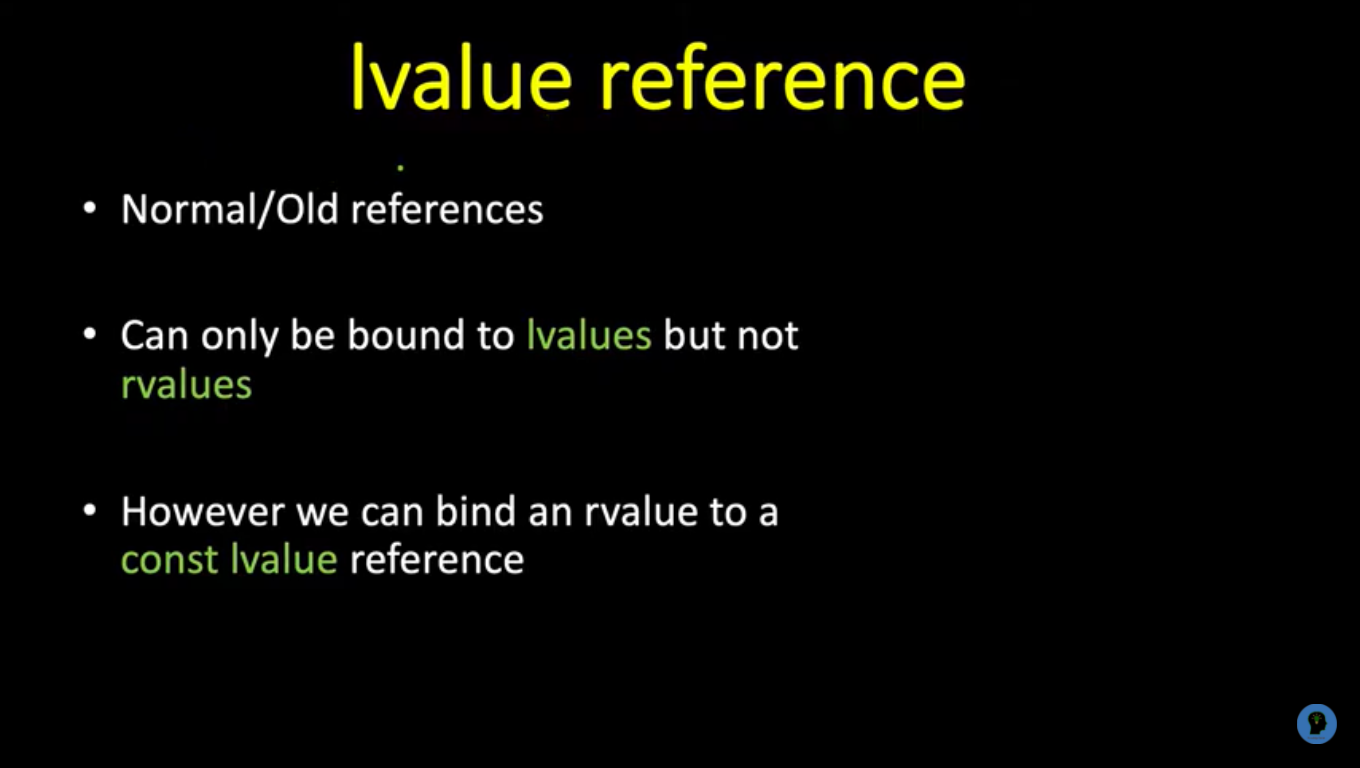 lvalue reference
• Normal/Old references
• Can only be bound to lvalues but not
rvalues
• However we can bind an rvalue to a
const lvalue reference